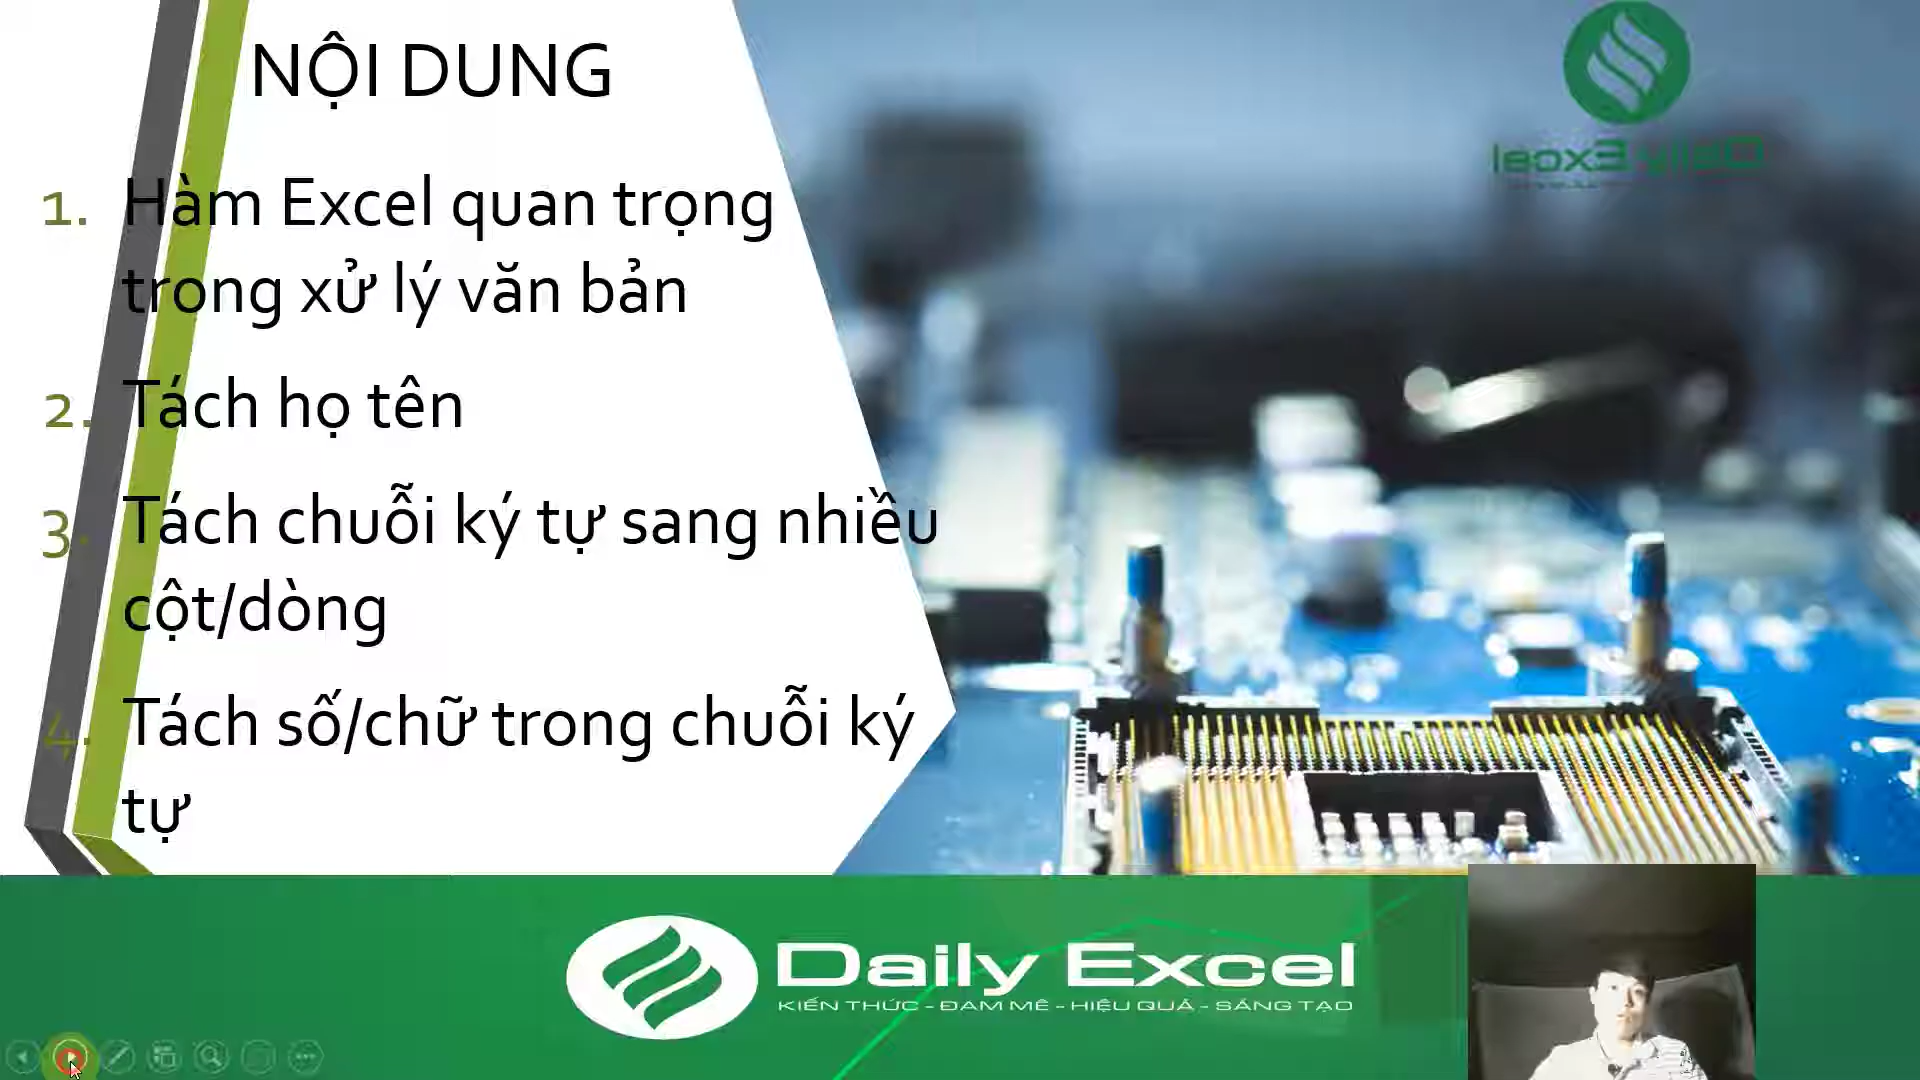 NỘI DUNG
1. Hàm Excel quan trọng
trong xử lý văn bản
2. Tách họ tên
3. Tách chuỗi ký tự sang nhiều
cột/dòng
4. Tách số/chữ trong chuỗi ký
tự
Daily Excel
Daily Excel
KIẾN THỨC - ĐAM MÊ - HIỆU QUẢ - SÁNG TẠO